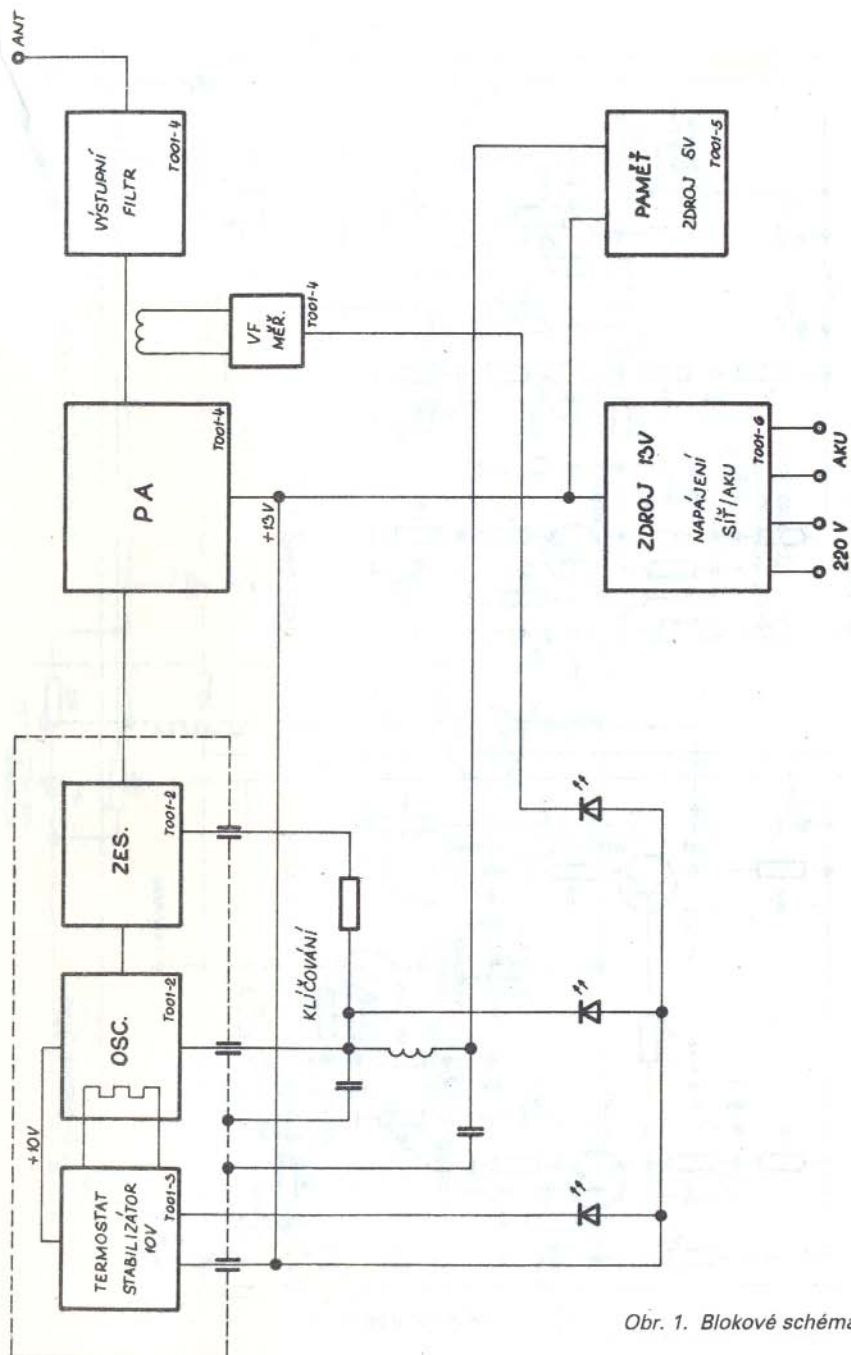 ANT
VÝSTUPNÍ
FILTR
T001-4
VF
MĚŘ.
T001-4
PA
T001-4
ZES.
T001-2
OSC.
T001-2
+10V
TERMOSTAT
STABILIZÁTOR
10V
T001-3
+13V
KLÍČOVÁNÍ
PAMĚŤ
ZDROJ 5V
T001-5
ZDROJ 13V
NAPÁJENÍ
SÍŤ/AKU
T001-6
220 V
AKU
Obr. 1. Blokové schéma